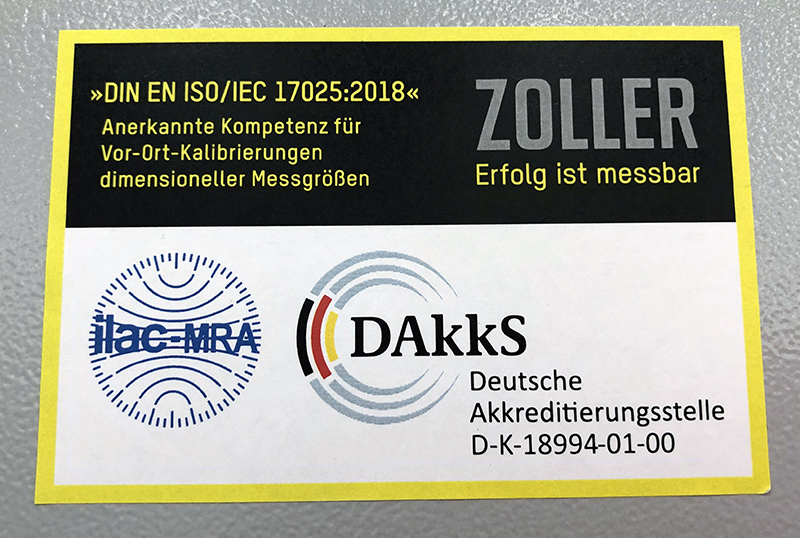 »DIN EN ISO/IEC 17025:2018«
Anerkannte Kompetenz für
Vor-Ort-Kalibrierungen
dimensioneller Messgrößen
ZOLLER
Erfolg ist messbar
ilac-MRA
DAkkS
Deutsche
Akkreditierungsstelle
D-K-18994-01-00